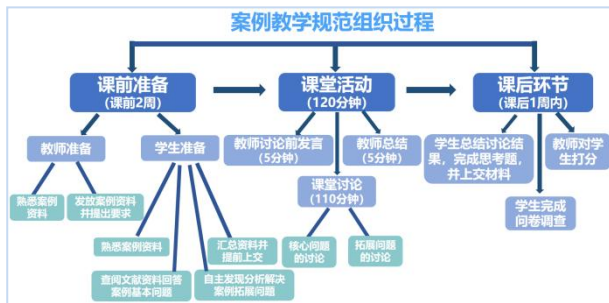 案例教学规范组织过程
课前准备
(课前2周)
课堂活动
(120分钟)
课后环节
(课后1周内)
教师准备
学生准备
教师讨论前发言
(5分钟)
教师总结
(5分钟)
学生总结讨论结
果，完成思考题，
并上交材料
教师对学
生打分
熟悉案例
资料
发放案例资料
并提出要求
课堂讨论
(110分钟)
学生完成
问卷调查
熟悉案例资料
汇总资料并
提前上交
核心问题
的讨论
拓展问题
的讨论
查阅文献资料回答
案例基本问题
自主发现分析解决
案例拓展问题